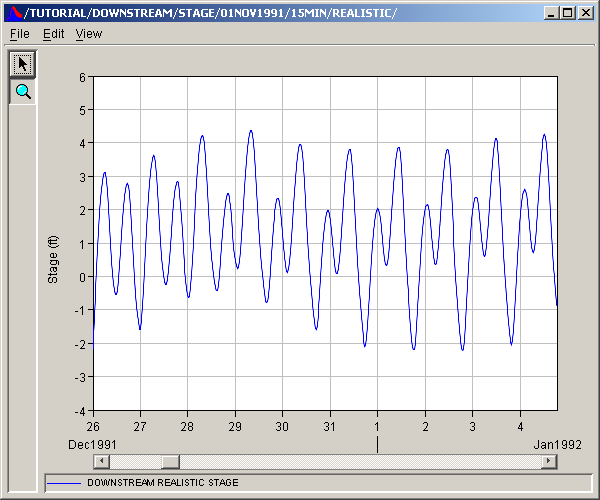 /TUTORIAL/DOWNSTREAM/STAGE/01NOV1991/15MIN/REALISTIC/
File Edit View
6
5
4
3
2
1
0
-1
-2
-3
-4
Stage (ft)
26 27 28 29 30 31 1 2 3 4
Dec1991 Jan1992
DOWNSTREAM REALISTIC STAGE